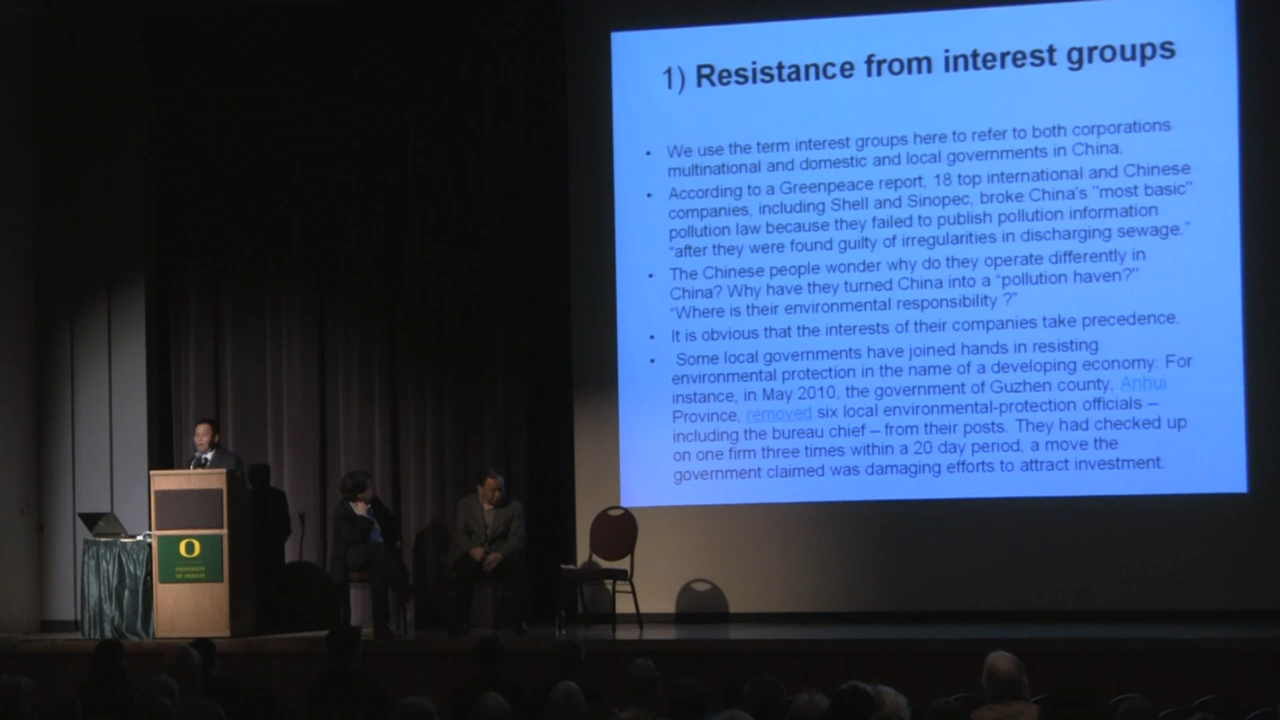 1) Resistance from interest groups
• We use the term interest groups here to refer to both corporations
multinational and domestic and local governments in China.
• According to a Greenpeace report, 18 top international and Chinese
companies, including Shell and Sinopec, broke China's "most basic"
pollution law because they failed to publish pollution information
"after they were found guilty of irregularities in discharging sewage."
• The Chinese people wonder why do they operate differently in
China? Why have they turned China into a "pollution haven?"
"Where is their environmental responsibility ?"
• It is obvious that the interests of their companies take precedence.
• Some local governments have joined hands in resisting
environmental protection in the name of a developing economy. For
instance, in May 2010, the government of Guzhen county, Anhui
Province, removed six local environmental-protection officials –
including the bureau chief – from their posts. They had checked up
on one firm three times within a 20 day period, a move the
government claimed was damaging efforts to attract investment.
O
UNIVERSITY
OF OREGON